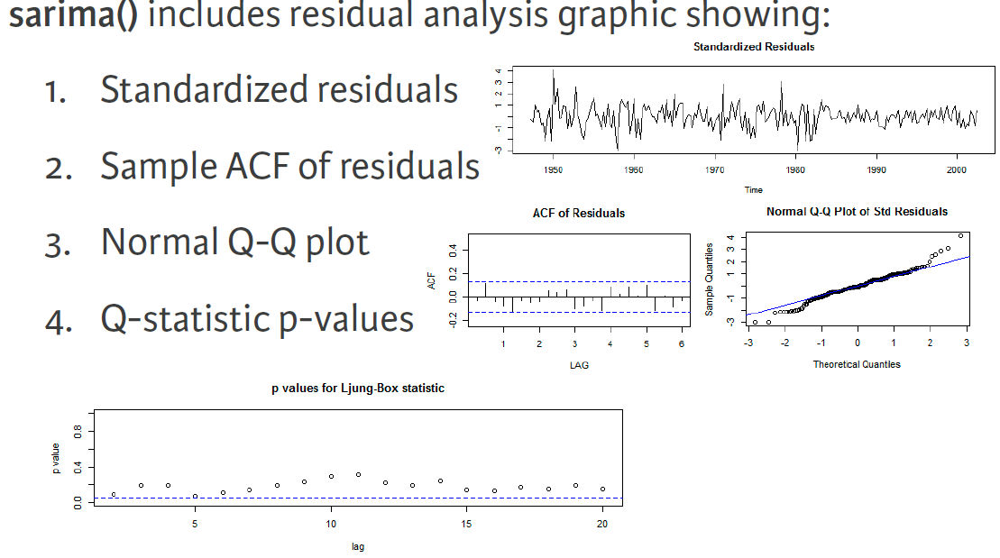 sarima() includes residual analysis graphic showing:
1. Standardized residuals
2. Sample ACF of residuals
3. Normal Q-Q plot
4. Q-statistic p-values
Standardized Residuals
4
3
2
1
-1
-3
1950 1960 1970 1980 1990 2000
Time
ACF of Residuals
ACF
0.4
0.2
0.0
-0.2
1 2 3 4 5 6
LAG
Normal Q-Q Plot of Std Residuals
Sample Quantiles
4
3
2
1
-1
-3
-3 -2 -1 0 1 2 3
Theoretical Quantiles
p values for Ljung-Box statistic
p value
0.8
0.4
0.0
5 10 15 20
lag